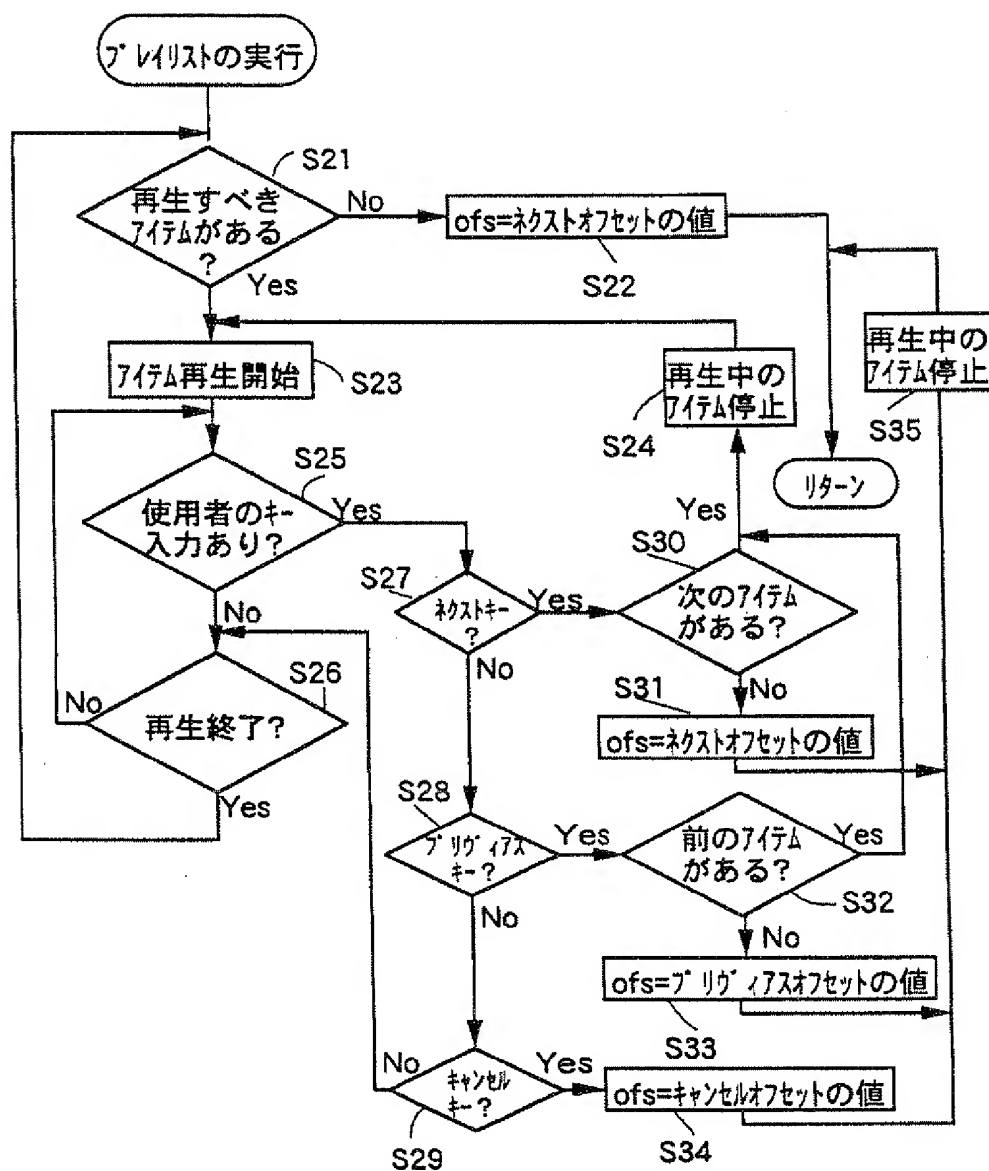 プレイリストの実行
S21
再生すべき
アイテムがある
?
No
ofs=ネクストオフセットの値
S22
Yes
アイテム再生開始
S23
再生中の
アイテム停止
S24
再生中の
アイテム停止
S35
リターン
S25
使用者のキー
入力あり?
Yes
No
S27
ネクストキー
?
Yes
No
S30
次のアイテム
がある?
Yes
No
S31
ofs=ネクストオフセットの値
S26
再生終了?
No
Yes
S28
プリヴィアス
キー?
Yes
No
前のアイテム
がある?
Yes
S32
No
ofs=プリヴィアスオフセットの値
S33
キャンセル
キー?
No
Yes
S29
ofs=キャンセルオフセットの値
S34